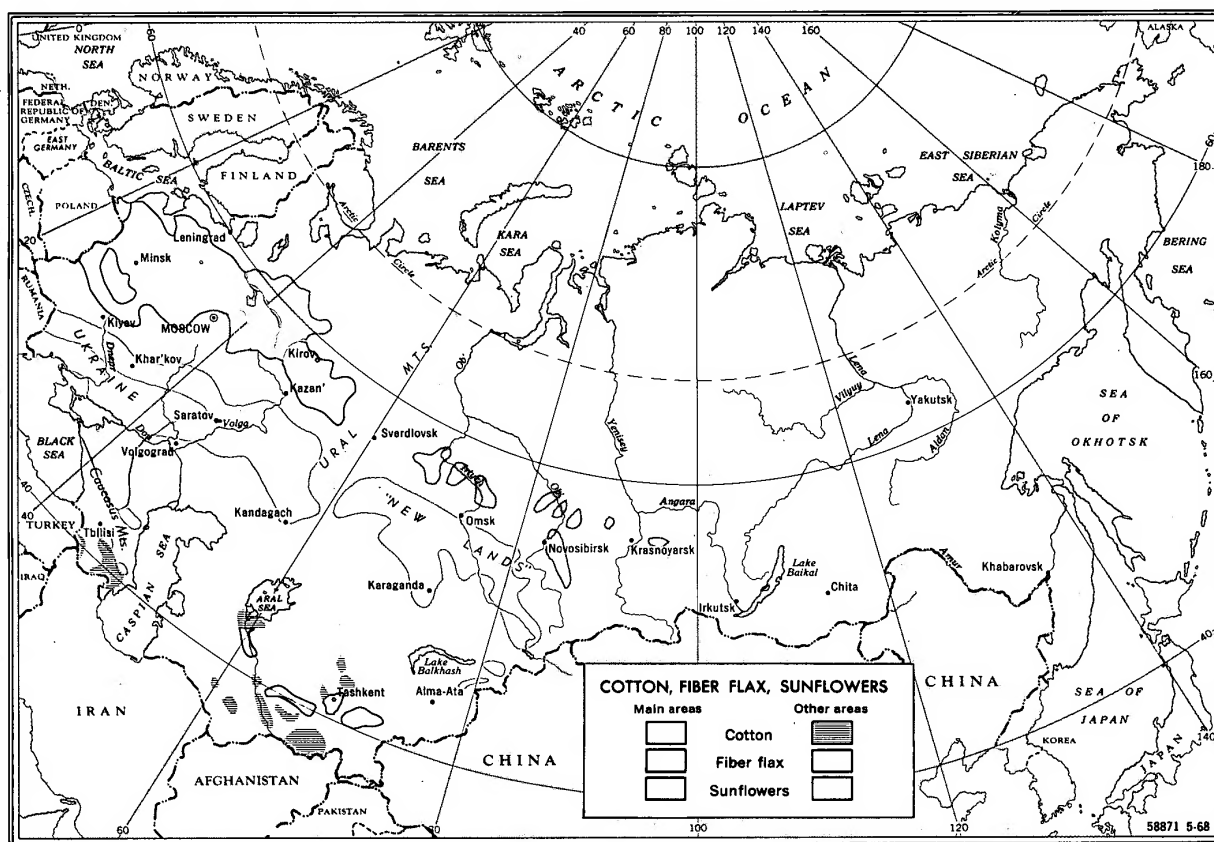 0
60
40
60
80
100
120
140
160
ALASKA
UNITED KINGDOM
NORTH
SEA
NORWAY
NETH.
DEN.
FEDERAL
REPUBLIC OF
GERMANY
EAST
GERMANY
SWEDEN
BALTIC SEA
FINLAND
CZECH.
POLAND
20
RUMANIA
ARCTIC OCEAN
BARENTS
SEA
KARA
SEA
LAPTEV
SEA
EAST SIBERIAN
SEA
Arctic
Circle
Kolyma
Arctic Circle
60
180
BERING
SEA
160
Leningrad
Minsk
Kiyev
MOSCOW
Dnepr
Khar'kov
UKRAINE
Kirov
Kazan'
Saratov
Volga
Don
Volgograd
URAL MTS.
Ob
Yenisey
Sverdlovsk
Irtysh
Ob
Angara
Lena
Vilyuy
Lena
Yakutsk
Aldan
SEA
OF
OKHOTSK
BLACK
SEA
Caucasus Mts.
40
40
TURKEY
Tbilisi
IRAQ
CASPIAN SEA
Kandagach
"NEW LANDS"
Omsk
Novosibirsk
Krasnoyarsk
Karaganda
Lake
Baikal
Irkutsk
Chita
Amur
Khabarovsk
ARAL
SEA
Lake
Balkhash
Tashkent
Alma-Ata
IRAN
AFGHANISTAN
PAKISTAN
CHINA
CHINA
SEA OF
JAPAN
KOREA
JAPAN
40
140
COTTON, FIBER FLAX, SUNFLOWERS
Main areas Other areas
Cotton
Fiber flax
Sunflowers
60
80
100
120
58871 5-68